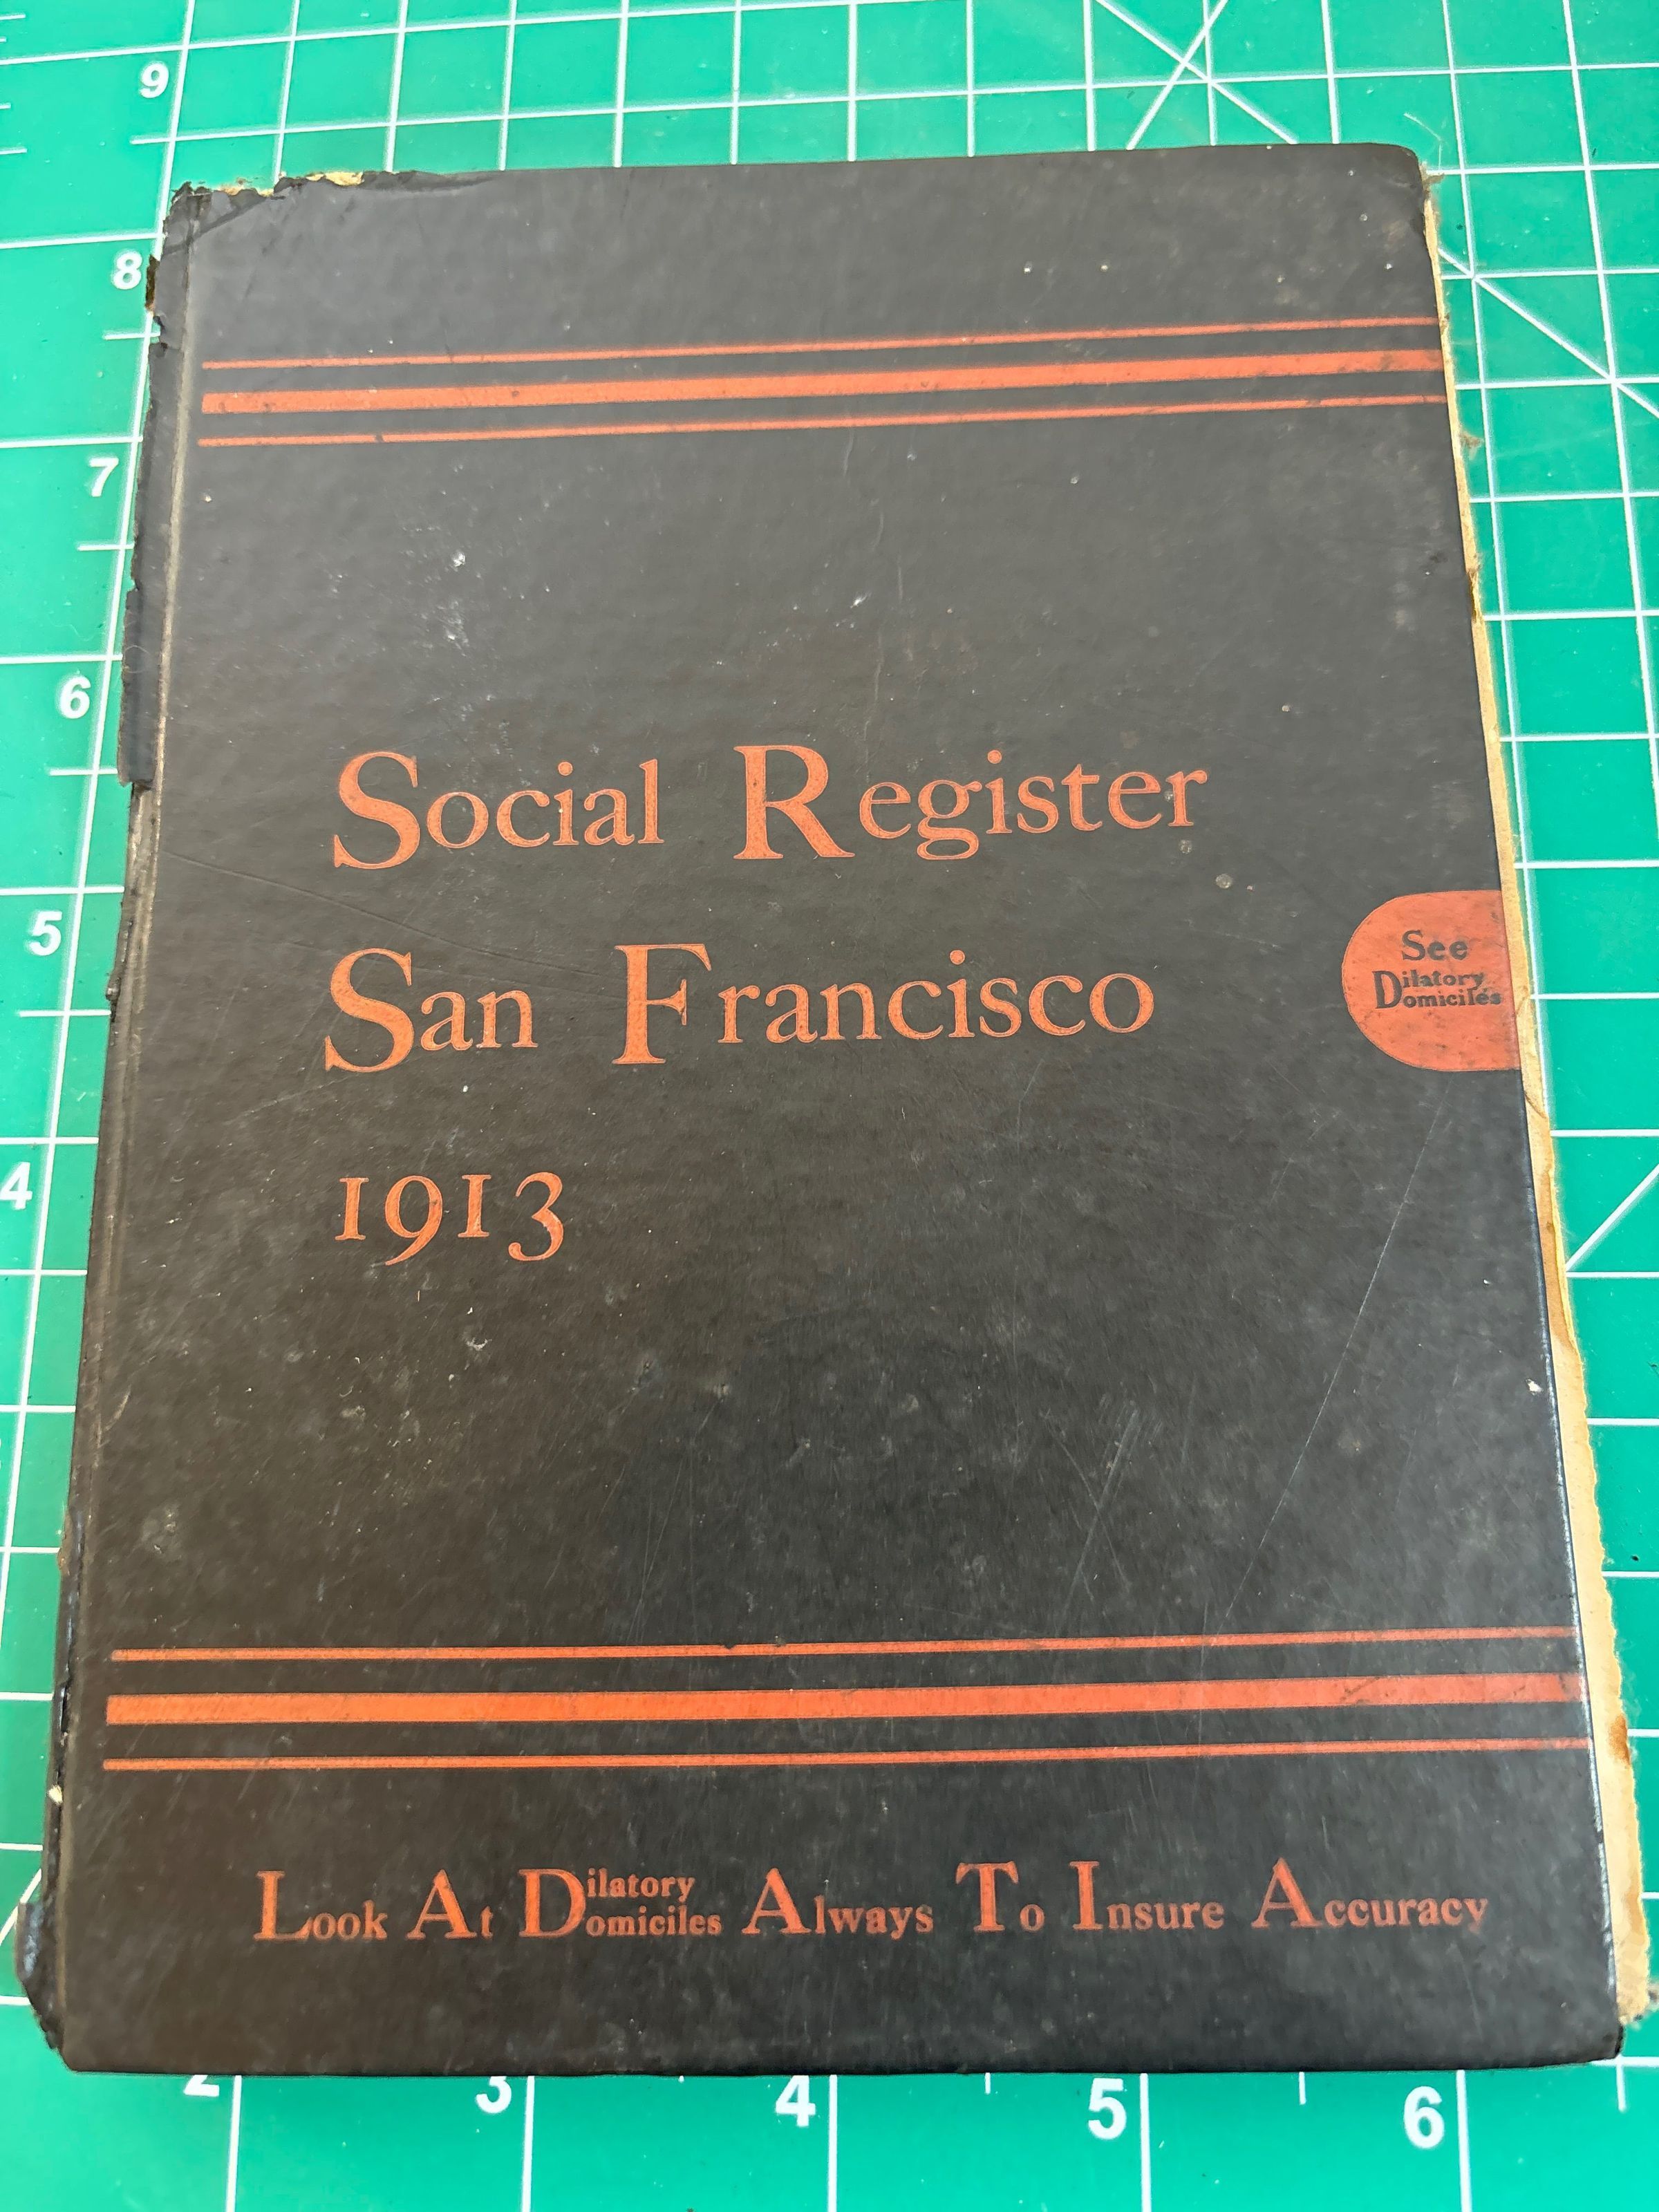 9
8
7
6
5
4
Social Register
San Francisco
1913
See
Dilatory
Domiciles
Look At Dilatory Domiciles Always To Insure Accuracy
2 3 4 5 6